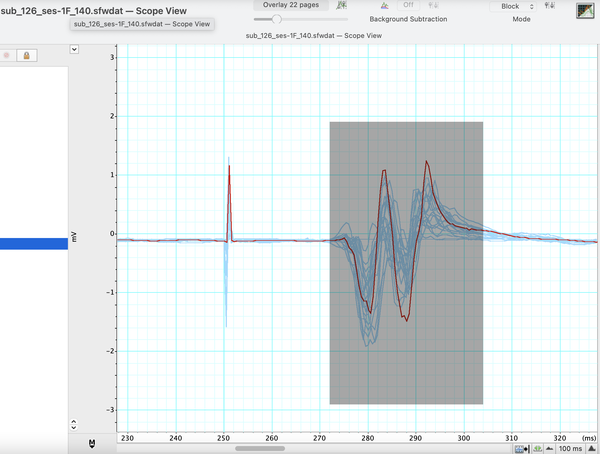 sub_126_ses-1F_140.sfwdat — Scope View
Overlay 22 pages
Off
Block
sub_126_ses-1F_140.sfwdat — Scope View
Background Subtraction
Mode
sub_126_ses-1F_140.sfwdat — Scope View
3
2
1
0
-1
-2
-3
mV
230
240
250
260
270
280
290
300
310
320
(ms)
100 ms